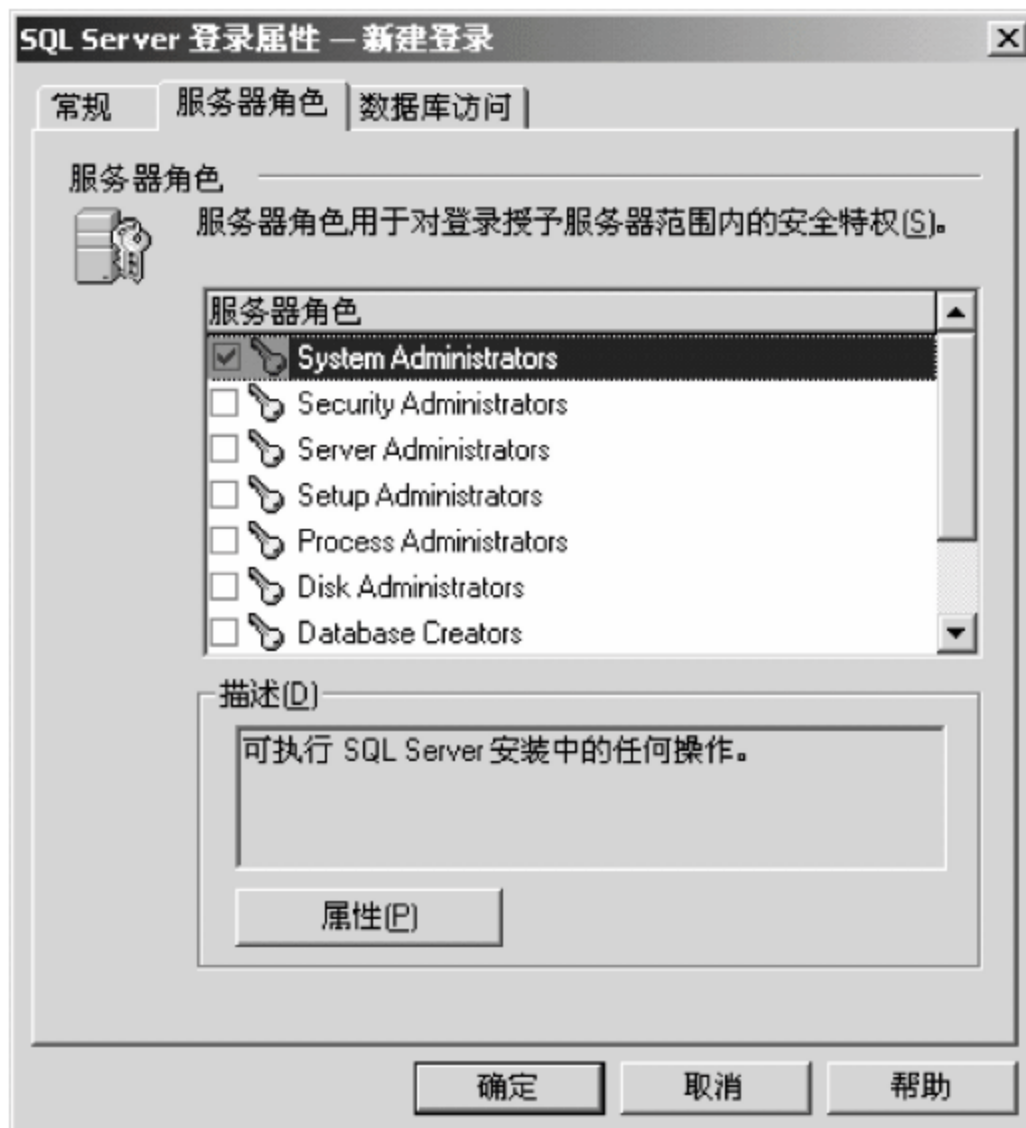 SQL Server 登录属性 — 新建登录
常规 服务器角色 数据库访问
服务器角色
服务器角色用于对登录授予服务器范围内的安全特权(S)。
服务器角色
System Administrators
Security Administrators
Server Administrators
Setup Administrators
Process Administrators
Disk Administrators
Database Creators
描述(D)
可执行 SQL Server 安装中的任何操作。
属性(P)
确定 取消 帮助